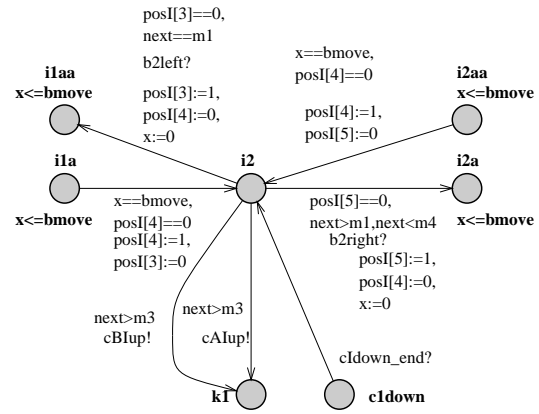 posI[3]==0,
next==m1
b2left?
posI[3]:=1,
posI[4]:=0,
x:=0
x==bmove,
posI[4]==0
posI[4]:=1,
posI[5]:=0
i1aa
x<=bmove
i2aa
x<=bmove
i1a
x<=bmove
i2
i2a
x<=bmove
x==bmove,
posI[4]==0
posI[4]:=1,
posI[3]:=0
posI[5]==0,
next>m1,next<m4
b2right?
posI[5]:=1,
posI[4]:=0,
x:=0
next>m3
cBIup!
next>m3
cAIup!
cIdown_end?
k1
c1down